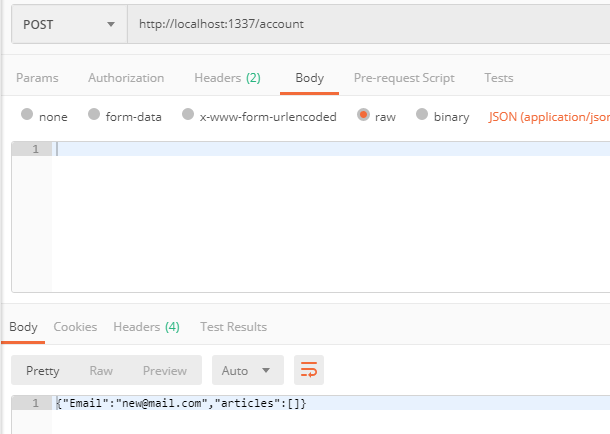 POST http://localhost:1337/account
Params Authorization Headers (2) Body Pre-request Script Tests
none form-data x-www-form-urlencoded raw binary JSON (application/json
1
Body Cookies Headers (4) Test Results
Pretty Raw Preview Auto
1 {"Email":"new@mail.com","articles":[]}